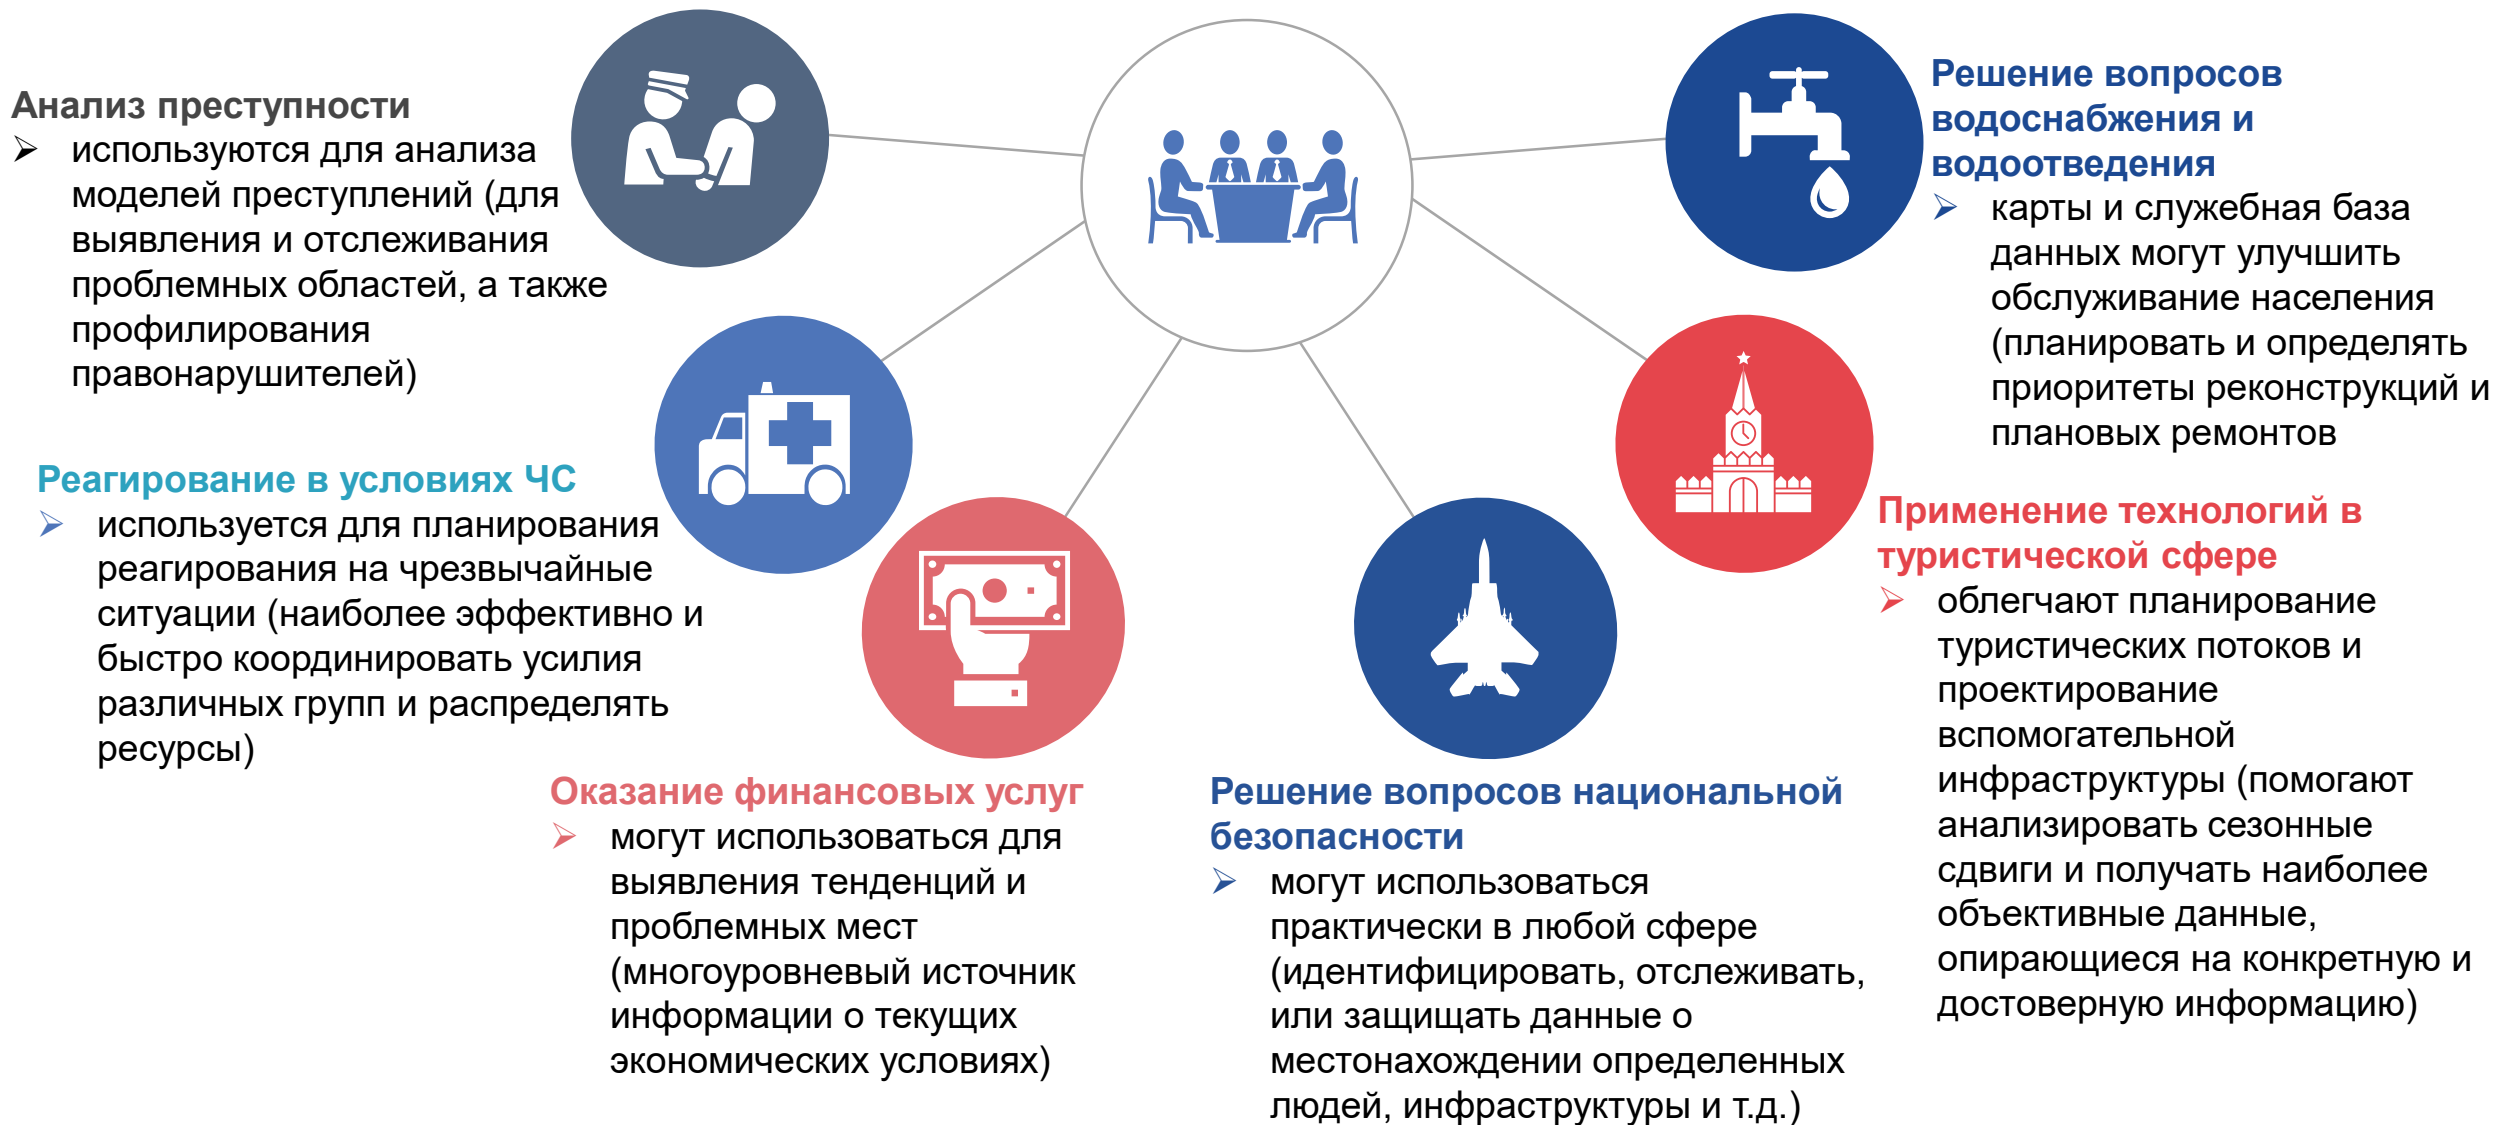 Анализ преступности
используются для анализа
моделей преступлений (для
выявления и отслеживания
проблемных областей, а также
профилирования
правонарушителей)
Реагирование в условиях ЧС
используется для планирования
реагирования на чрезвычайные
ситуации (наиболее эффективно и
быстро координировать усилия
различных групп и распределять
ресурсы)
Оказание финансовых услуг
могут использоваться для
выявления тенденций и
проблемных мест
(многоуровневый источник
информации о текущих
экономических условиях)
Решение вопросов национальной
безопасности
могут использоваться
практически в любой сфере
(идентифицировать, отслеживать,
или защищать данные о
местонахождении определенных
людей, инфраструктуры и т.д.)
Решение вопросов
водоснабжения и
водоотведения
карты и служебная база
данных могут улучшить
обслуживание населения
(планировать и определять
приоритеты реконструкций и
плановых ремонтов
Применение технологий в
туристической сфере
облегчают планирование
туристических потоков и
проектирование
вспомогательной
инфраструктуры (помогают
анализировать сезонные
сдвиги и получать наиболее
объективные данные,
опирающиеся на конкретную и
достоверную информацию)